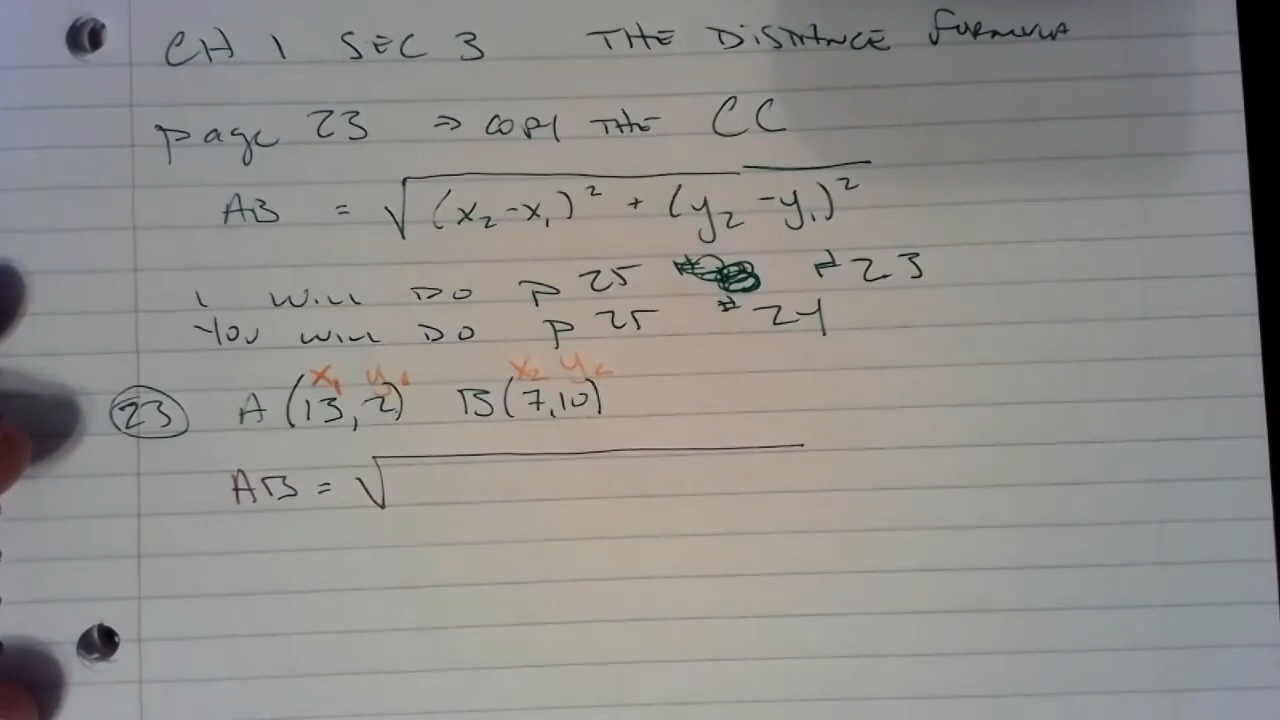 CH 1 SEC 3 THE DISTANCE FORMULA
page 23 ⇒ COPY THE CC
AB = √(x₂-x₁)² + (y₂-y₁)²
I WILL DO P 25 #23
YOU WILL DO P 25 #24
x₁ y₁ x₂ y₂
23 A(13,2) B(7,10)
AB = √